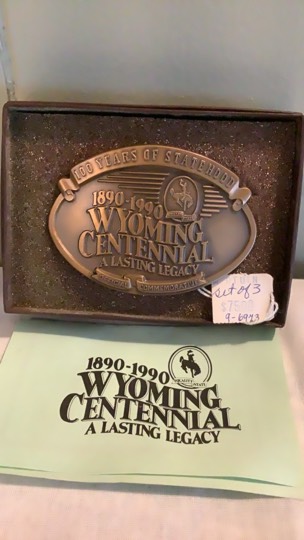 100 YEARS OF STATEHOOD
1890-1990
WYOMING
CENTENNIAL
A LASTING LEGACY
COMMEMORATIVE
set of 3
9-6923
1890-1990
WYOMING
CENTENNIAL
A LASTING LEGACY